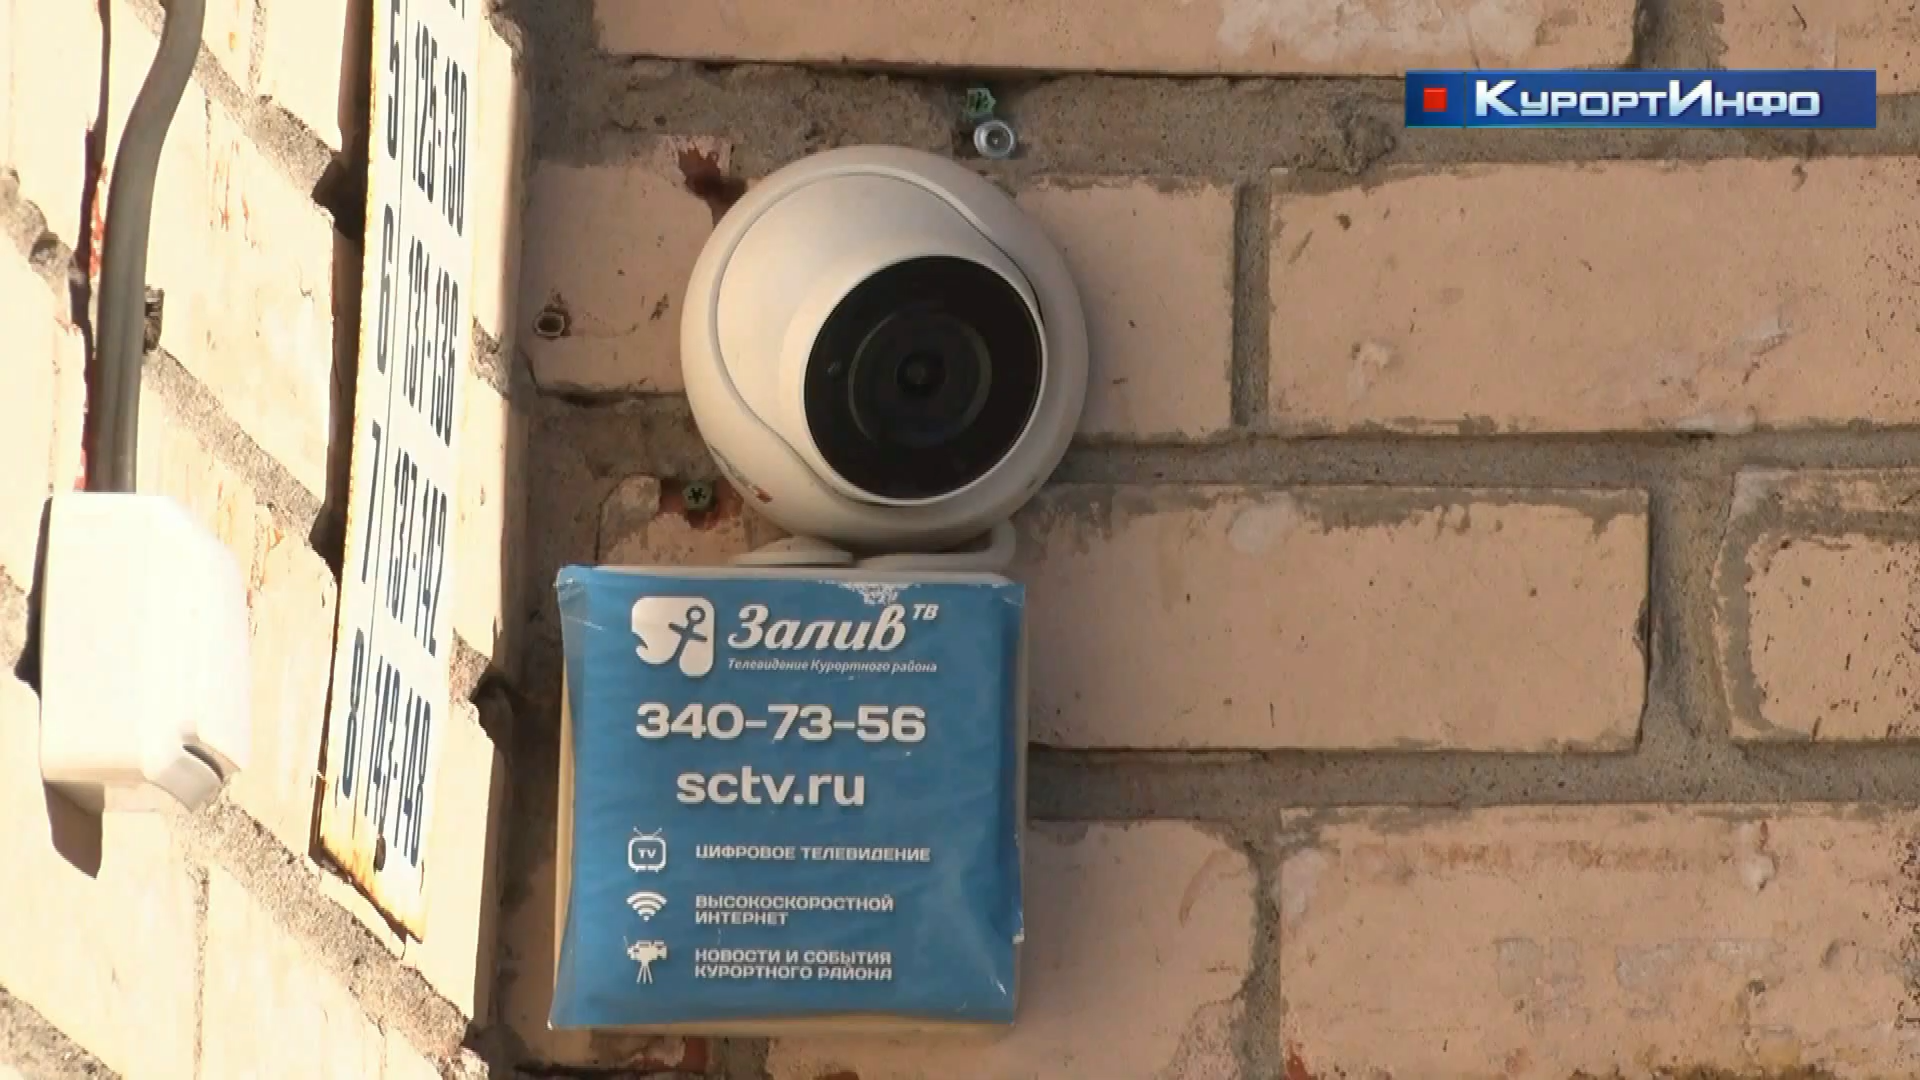 КурортИнфо
5 125-130
6 131-136
7 137-142
8 143-148
Залив ТВ
Телевидение Курортного района
340-73-56
sctv.ru
TV
ЦИФРОВОЕ ТЕЛЕВИДЕНИЕ
ВЫСОКОСКОРОСТНОЙ
ИНТЕРНЕТ
НОВОСТИ И СОБЫТИЯ
КУРОРТНОГО РАЙОНА